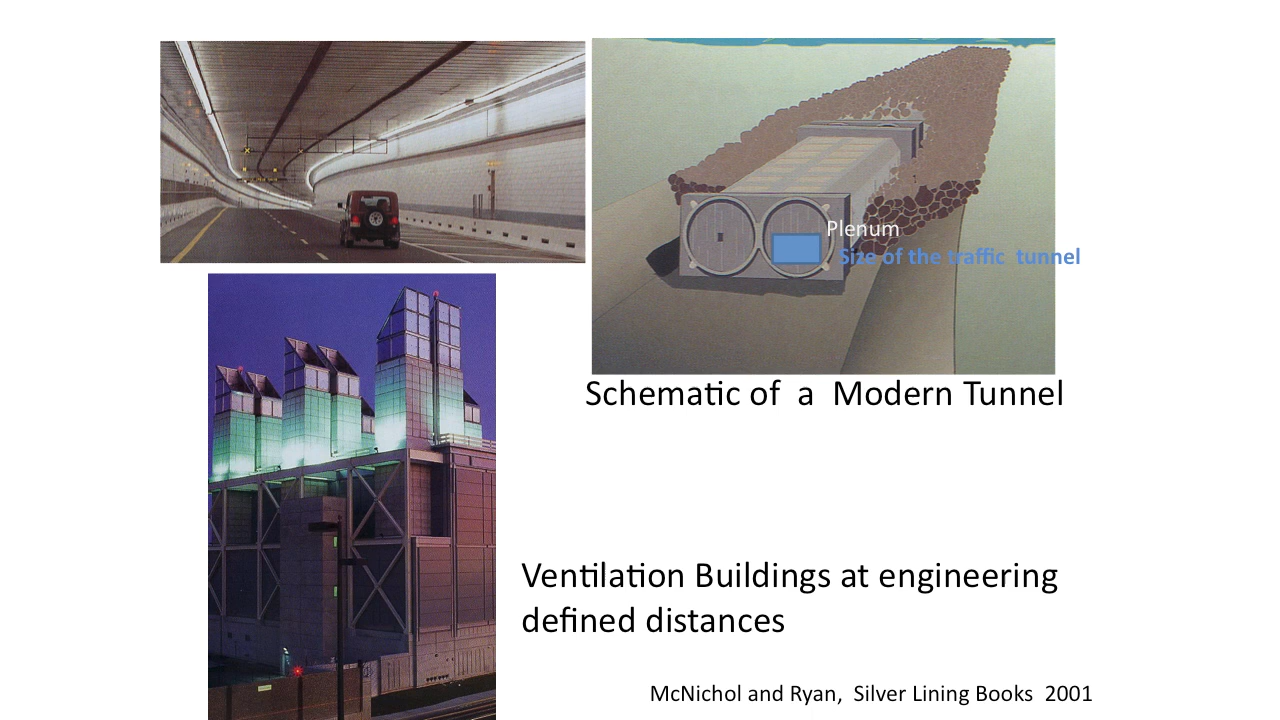 Plenum
Size of the traffic  tunnel
Schematic of  a  Modern Tunnel
Ventilation Buildings at engineering
defined distances
McNichol and Ryan,  Silver Lining Books  2001